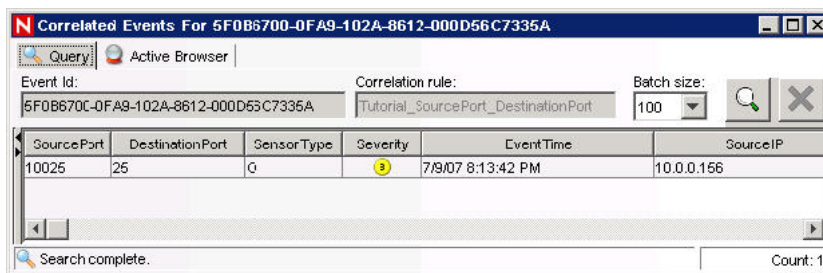 N Correlated Events For 5F0B6700-0FA9-102A-8612-000D56C7335A
Query Active Browser
Event Id: Correlation rule: Batch size:
5F0B670C-0FA9-102A-8612-000D53C7335A Tutorial_SourcePort_DestinationPort 100
SourcePort DestinationPort SensorType Severity EventTime SourceIP
10025 25 O 3 7/9/07 8:13:42 PM 10.0.0.156
Search complete. Count: 1